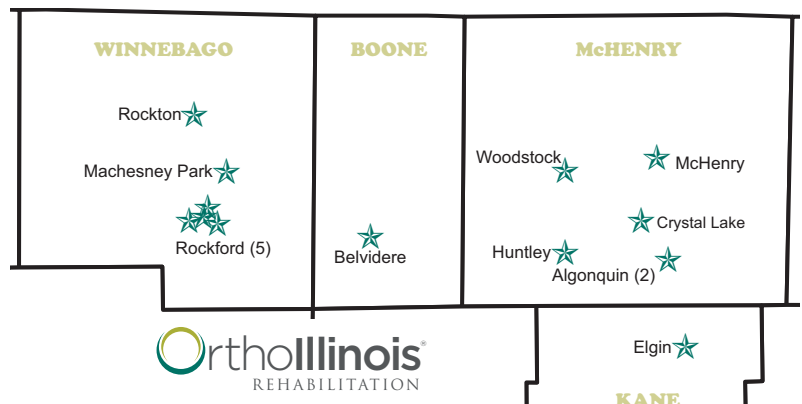 WINNEBAGO
BOONE
McHENRY
Rockton
Machesney Park
Rockford (5)
Belvidere
Woodstock
McHenry
Crystal Lake
Huntley
Algonquin (2)
Elgin
KANE
OrthoIllinois®
REHABILITATION